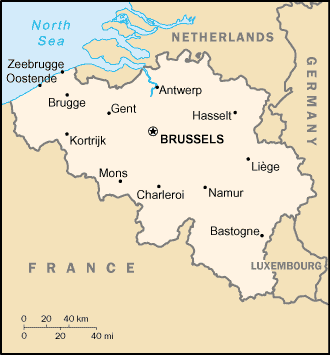 North
Sea
NETHERLANDS
GERMANY
Zeebrugge
Oostende
Antwerp
Brugge
Gent
Hasselt
BRUSSELS
Kortrijk
Liège
Mons
Charleroi
Namur
Bastogne
FRANCE
LUXEMBOURG
0 20 40 km
0 20 40 mi